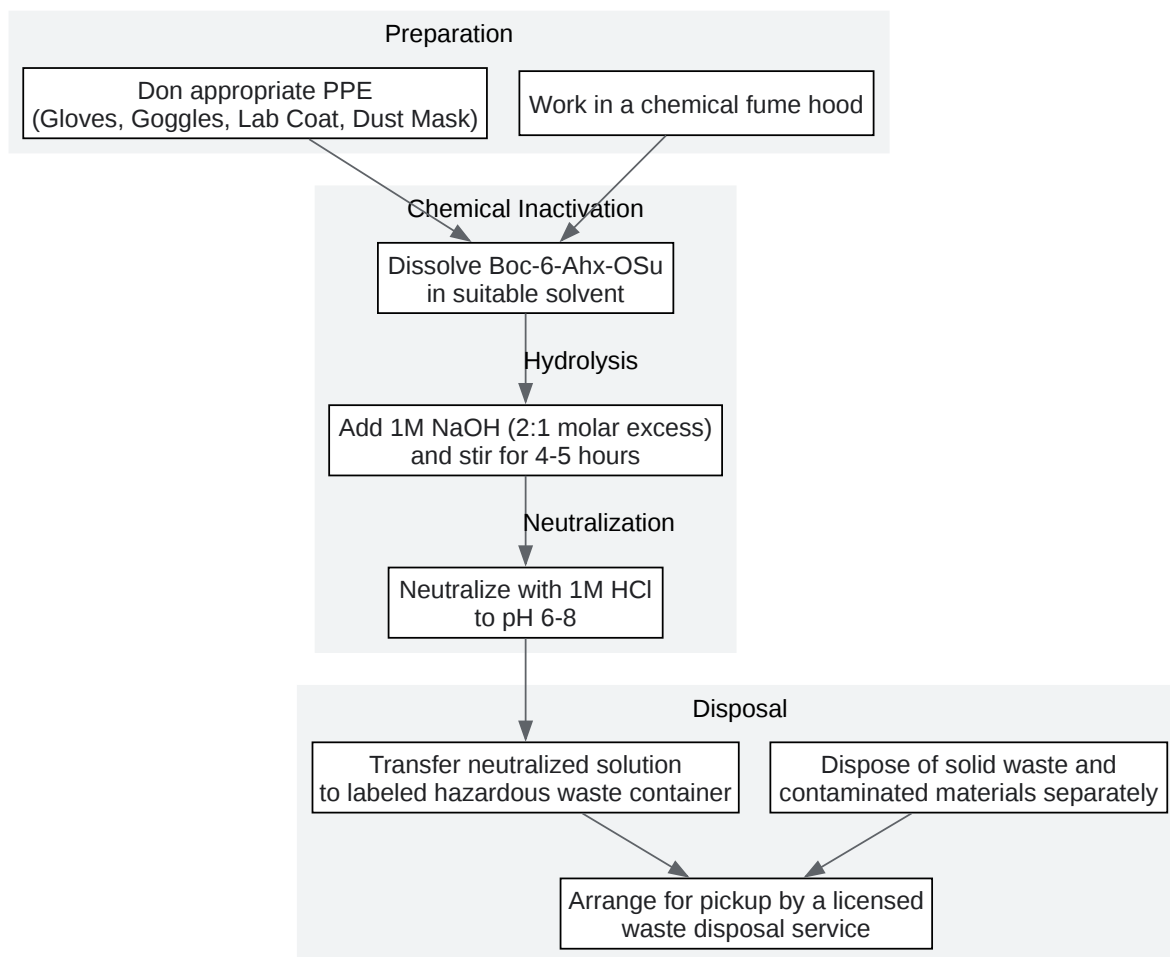 Preparation
Don appropriate PPE
(Gloves, Goggles, Lab Coat, Dust Mask)
Work in a chemical fume hood
Chemical Inactivation
Dissolve Boc-6-Ahx-OSu
in suitable solvent
Hydrolysis
Add 1M NaOH (2:1 molar excess)
and stir for 4-5 hours
Neutralization
Neutralize with 1M HCl
to pH 6-8
Disposal
Transfer neutralized solution
to labeled hazardous waste container
Dispose of solid waste and
contaminated materials separately
Arrange for pickup by a licensed
waste disposal service